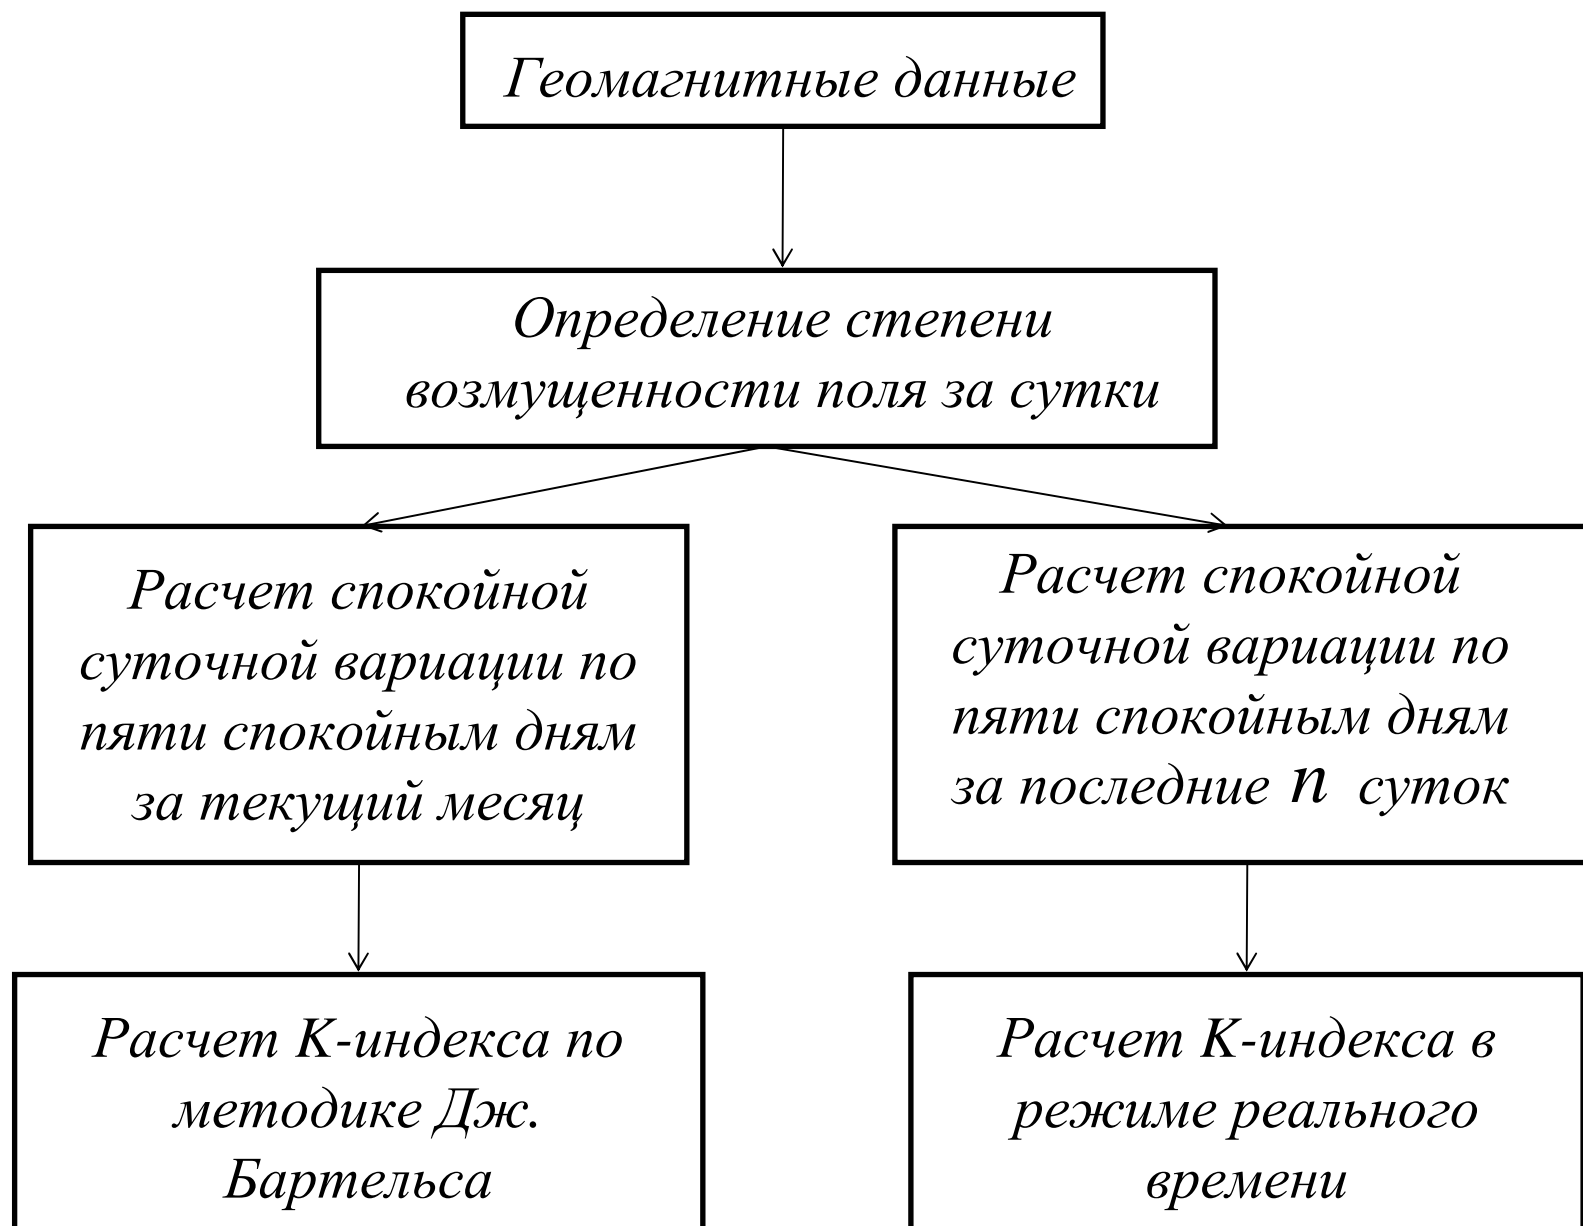 Геомагнитные данные
Определение степени
возмущенности поля за сутки
Расчет спокойной
суточной вариации по
пяти спокойным дням
за текущий месяц
Расчет спокойной
суточной вариации по
пяти спокойным дням
за последние n суток
Расчет К-индекса по
методике Дж.
Бартельса
Расчет К-индекса в
режиме реального
времени